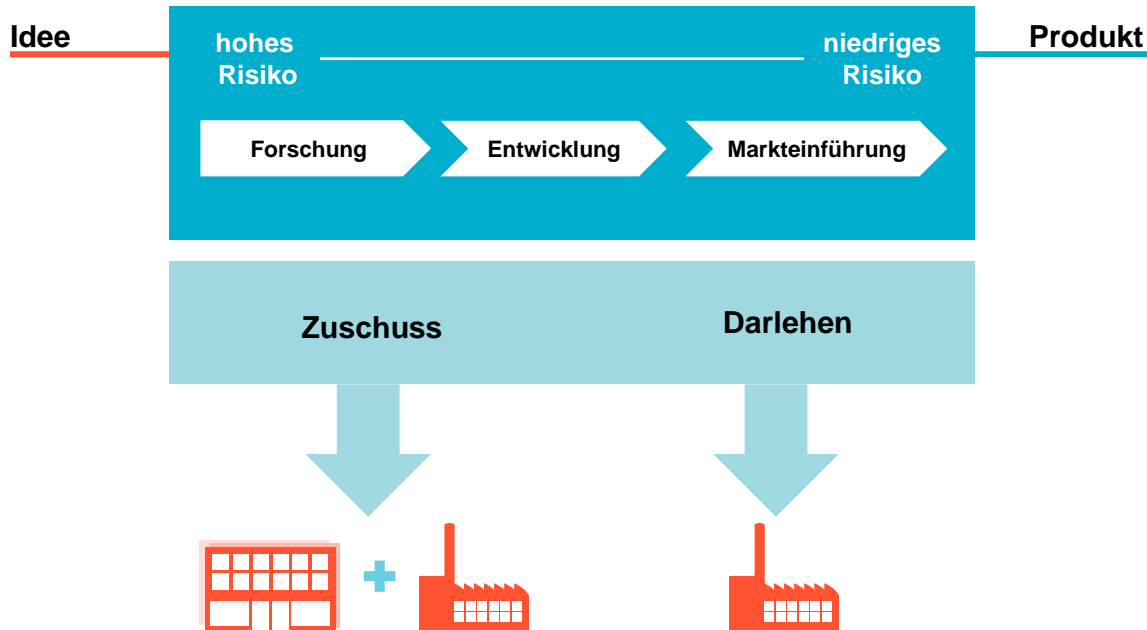 Idee
hohes
Risiko
niedriges
Risiko
Produkt
Forschung
Entwicklung
Markteinführung
Zuschuss
Darlehen